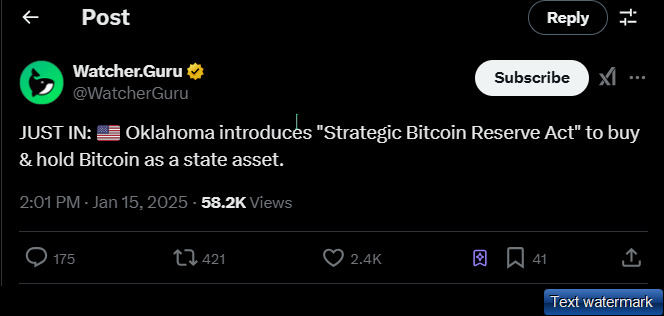 Post
Reply
Watcher.Guru
@WatcherGuru
Subscribe
JUST IN: 🇺🇸 Oklahoma introduces "Strategic Bitcoin Reserve Act" to buy
& hold Bitcoin as a state asset.
2:01 PM · Jan 15, 2025 · 58.2K Views
175 421 2.4K 41
Text watermark